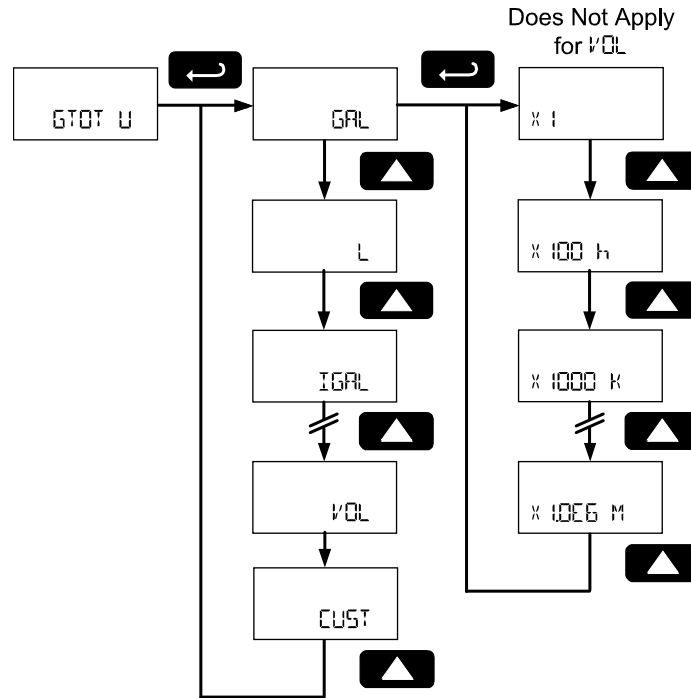 Does Not Apply
for VOL
GTOT U
GAL
X 1
L
X 100 h
IGAL
X 1000 K
VOL
X 1.0E6 M
CUST